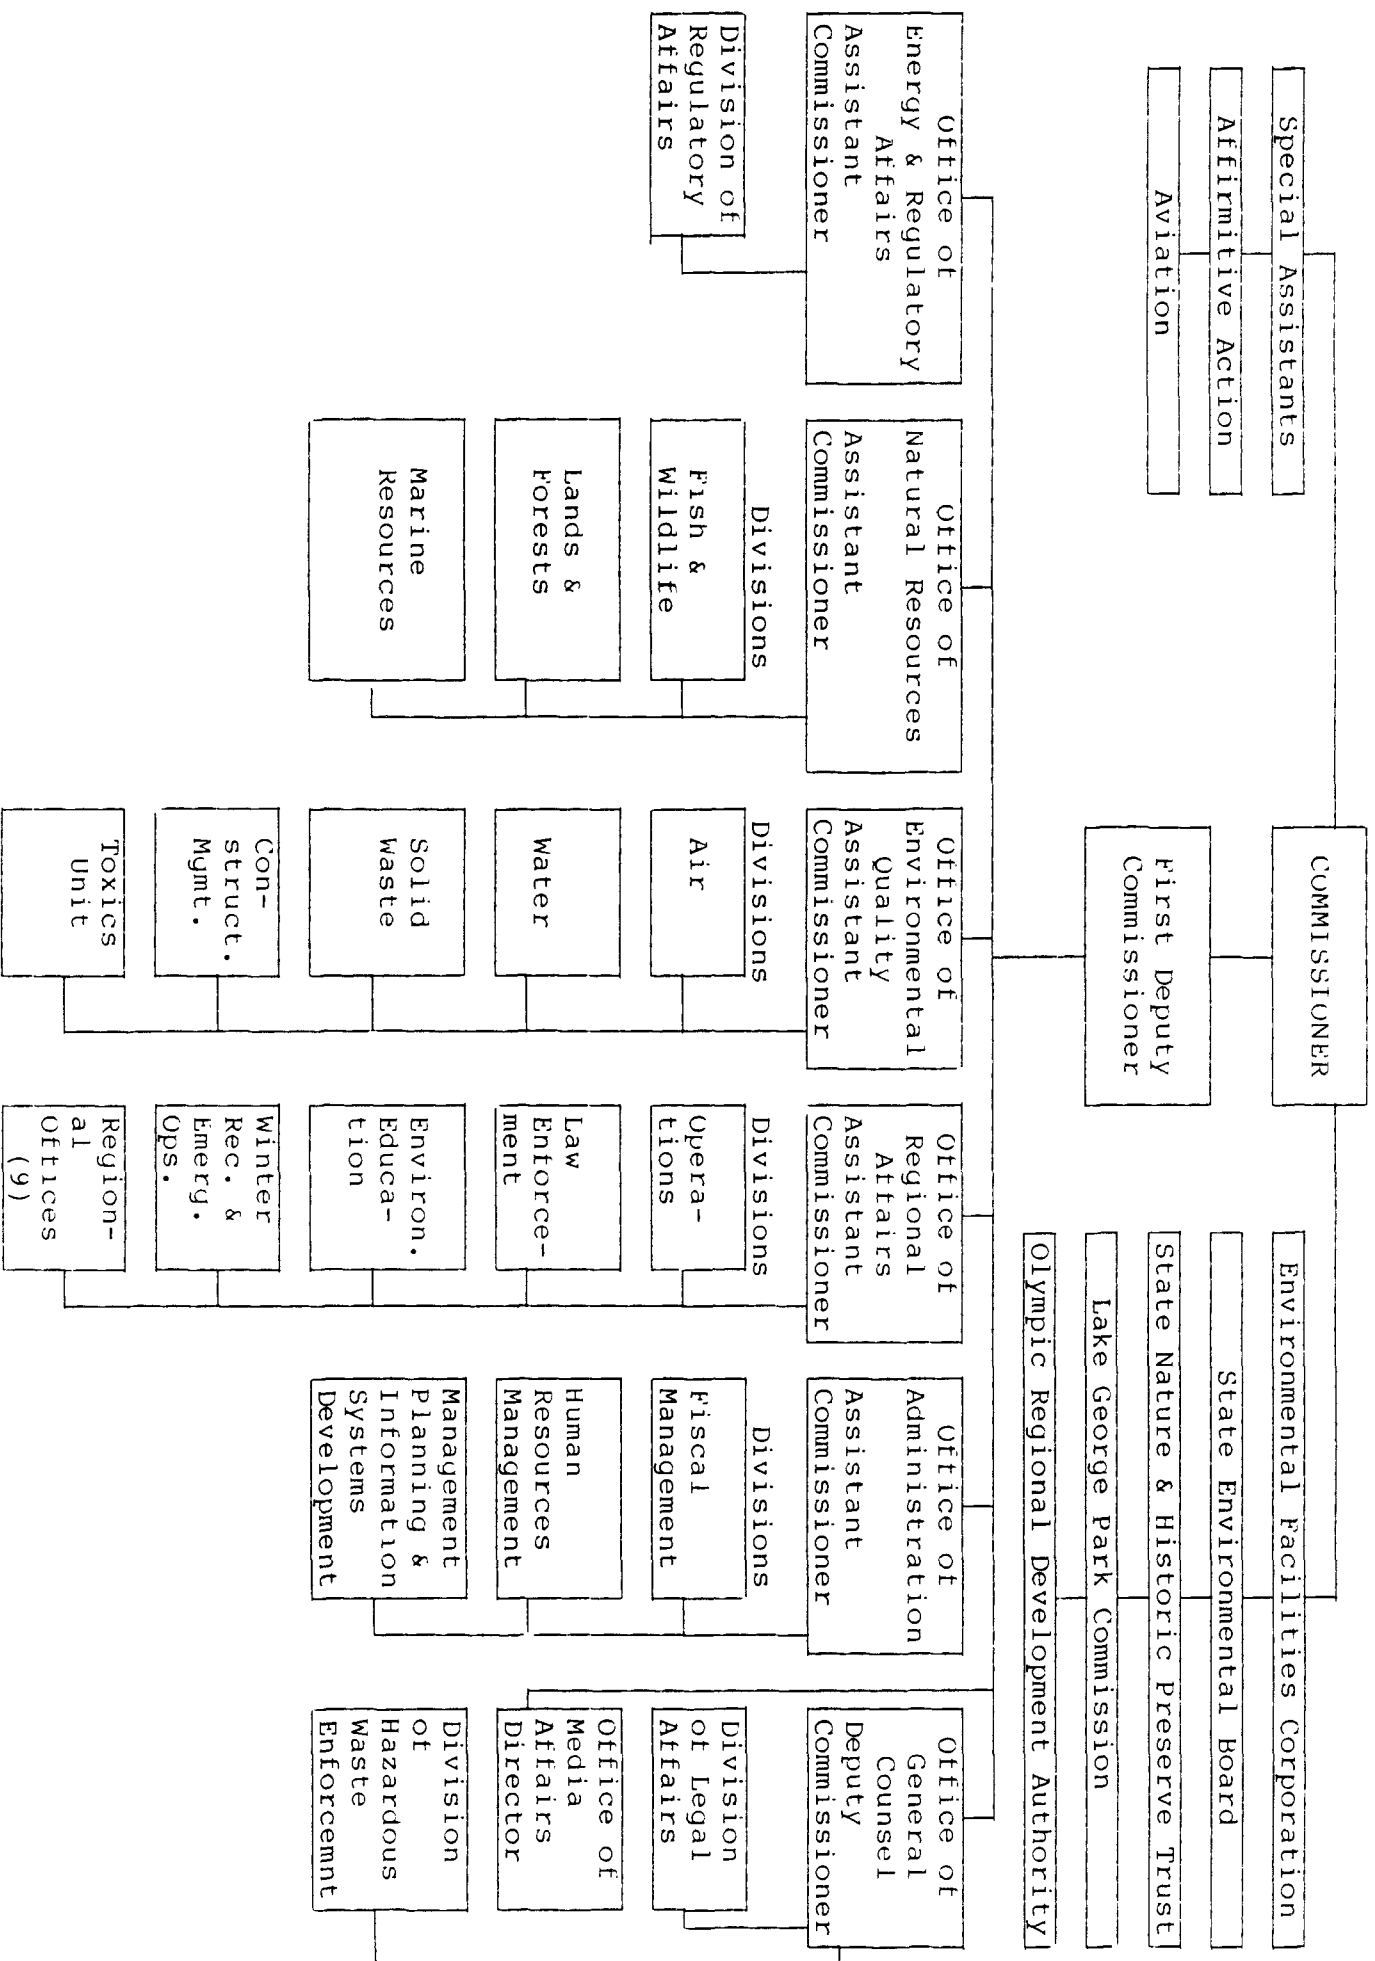 COMMISSIONER
Special Assistants
Affirmitive Action
Aviation
Environmental Facilities Corporation
State Environmental Board
State Nature & Historic Preserve Trust
Lake George Park Commission
Olympic Regional Development Authority
First Deputy
Commissioner
Office of
Energy & Regulatory
Affairs
Assistant
Commissioner
Division of
Regulatory
Affairs
Office of
Natural Resources
Assistant
Commissioner
Divisions
Fish &
Wildlife
Lands &
Forests
Marine
Resources
Office of
Environmental
Quality
Assistant
Commissioner
Divisions
Air
Water
Solid
Waste
Con-
struct.
Mgmt.
Toxics
Unit
Office of
Regional
Affairs
Assistant
Commissioner
Divisions
Opera-
tions
Law
Enforce-
ment
Environ.
Educa-
tion
Winter
Rec. &
Emerg.
Ops.
Region-
al
Offices
(9)
Office of
Administration
Assistant
Commissioner
Divisions
Fiscal
Management
Human
Resources
Management
Management
Planning &
Information
Systems
Development
Office of
General
Counsel
Deputy
Commissioner
Division
of Legal
Affairs
Office of
Media
Affairs
Director
Division
of
Hazardous
Waste
Enforcemnt